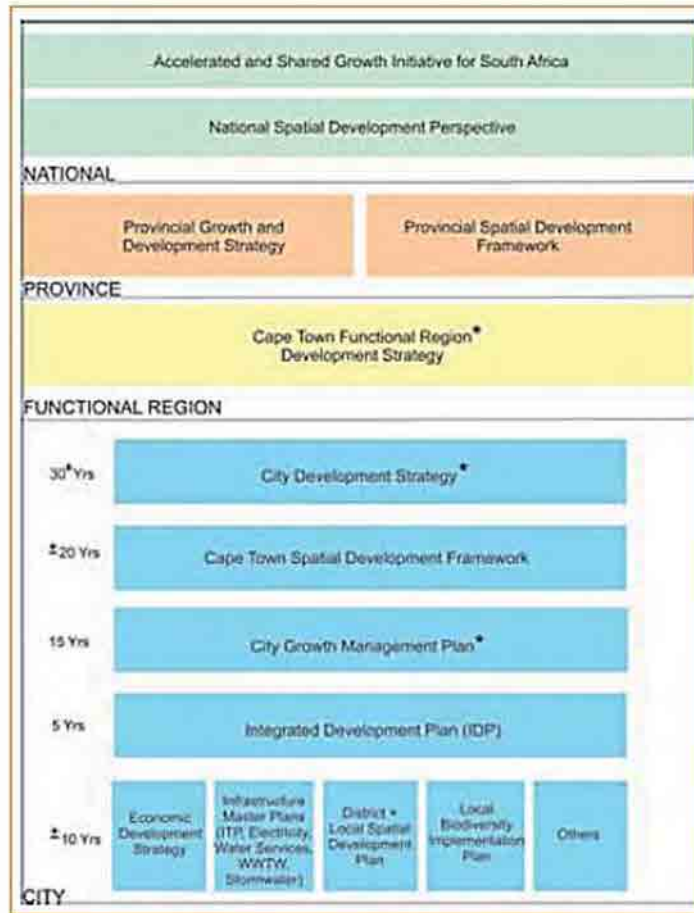 Accelerated and Shared Growth Initiative for South Africa
National Spatial Development Perspective
NATIONAL
Provincial Growth and
Development Strategy
Provincial Spatial Development
Framework
PROVINCE
Cape Town Functional Region*
Development Strategy
FUNCTIONAL REGION
30+Yrs
City Development Strategy*
±20 Yrs
Cape Town Spatial Development Framework
15 Yrs
City Growth Management Plan*
5 Yrs
Integrated Development Plan (IDP)
±10 Yrs
Economic
Development
Strategy
Infrastructure
Master Plans
(ITP, Electricity,
Water Services,
WWTW,
Stormwater)
District +
Local Spatial
Development
Plan
Local
Biodiversity
Implementation
Plan
Others
CITY